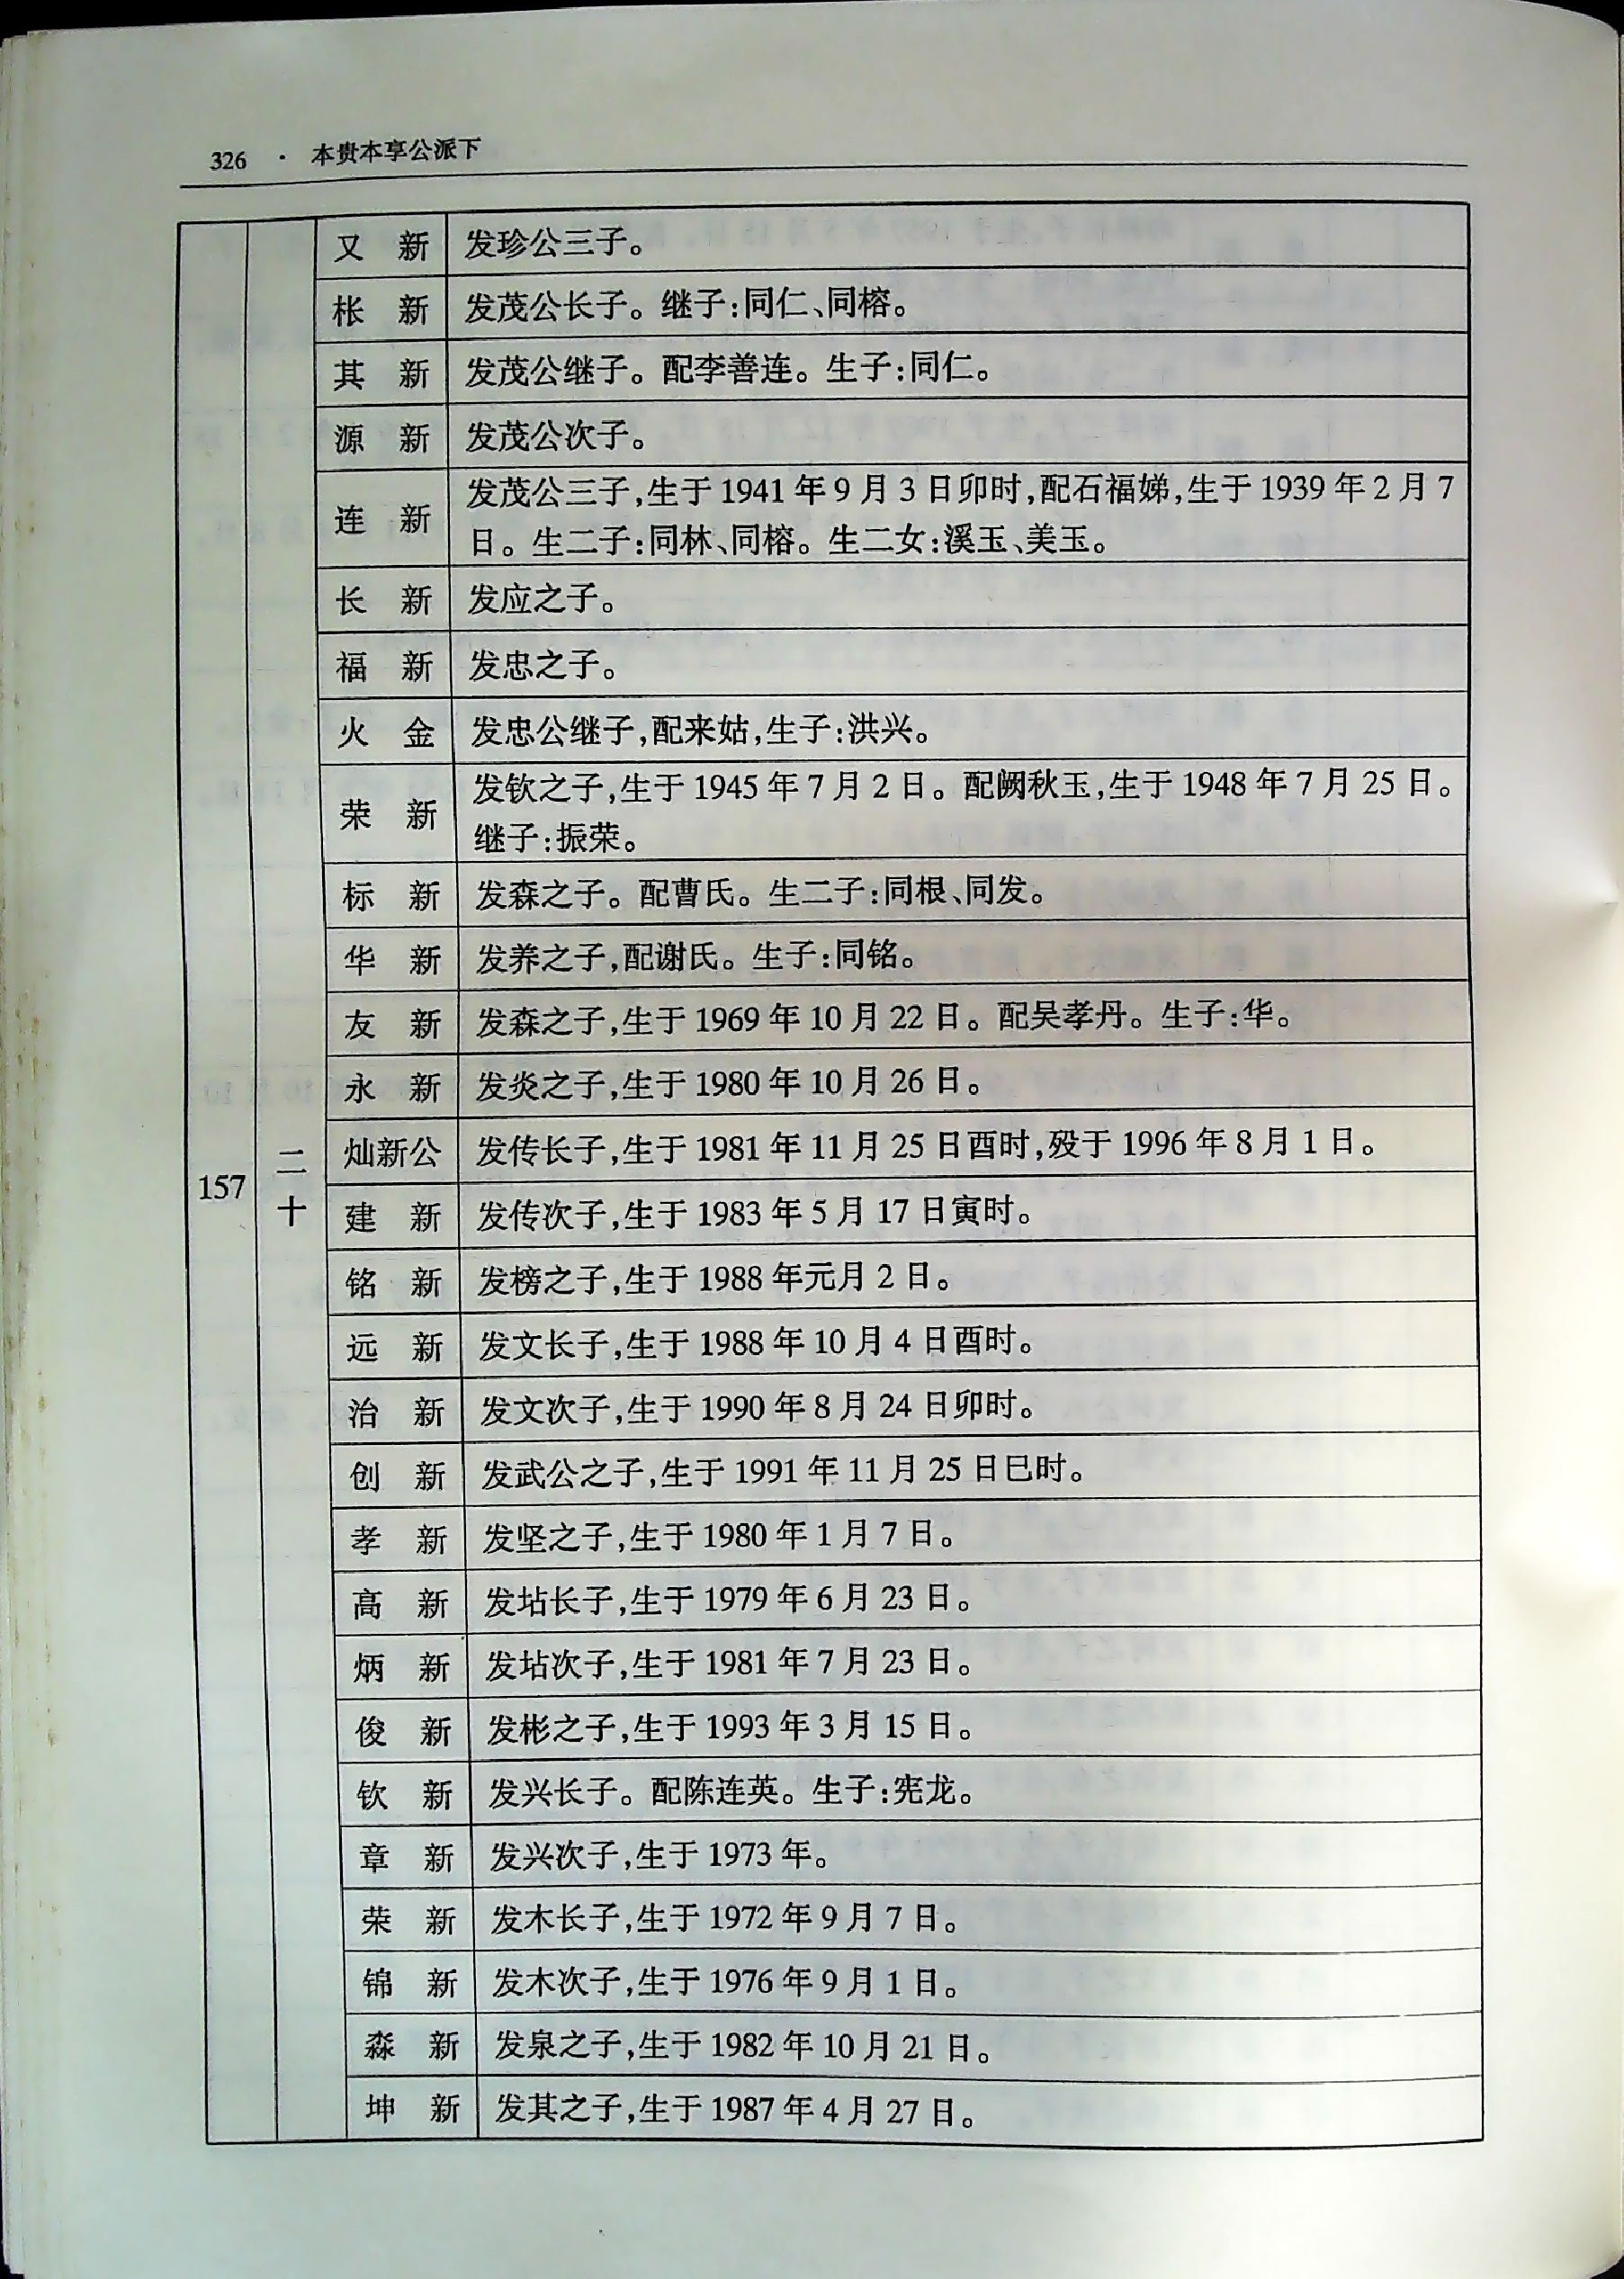 326 · 本贵本享公派下
又 新 发珍公三子。
枨 新 发茂公长子。继子:同仁、同榕。
其 新 发茂公继子。配李善连。生子:同仁。
源 新 发茂公次子。
连 新 发茂公三子,生于 1941 年 9 月 3 日卯时,配石福娣,生于 1939 年 2 月 7
日。生二子:同林、同榕。生二女:溪玉、美玉。
长 新 发应之子。
福 新 发忠之子。
火 金 发忠公继子,配来姑,生子:洪兴。
荣 新 发钦之子,生于 1945 年 7 月 2 日。配阙秋玉,生于 1948 年 7 月 25 日。
继子:振荣。
标 新 发森之子。配曹氏。生二子:同根、同发。
华 新 发养之子,配谢氏。生子:同铭。
友 新 发森之子,生于 1969 年 10 月 22 日。配吴孝丹。生子:华。
永 新 发炎之子,生于 1980 年 10 月 26 日。
157 二十 灿新公 发传长子,生于 1981 年 11 月 25 日酉时,殁于 1996 年 8 月 1 日。
建 新 发传次子,生于 1983 年 5 月 17 日寅时。
铭 新 发榜之子,生于 1988 年元月 2 日。
远 新 发文长子,生于 1988 年 10 月 4 日酉时。
治 新 发文次子,生于 1990 年 8 月 24 日卯时。
创 新 发武公之子,生于 1991 年 11 月 25 日巳时。
孝 新 发坚之子,生于 1980 年 1 月 7 日。
高 新 发坫长子,生于 1979 年 6 月 23 日。
炳 新 发坫次子,生于 1981 年 7 月 23 日。
俊 新 发彬之子,生于 1993 年 3 月 15 日。
钦 新 发兴长子。配陈连英。生子:宪龙。
章 新 发兴次子,生于 1973 年。
荣 新 发木长子,生于 1972 年 9 月 7 日。
锦 新 发木次子,生于 1976 年 9 月 1 日。
淼 新 发泉之子,生于 1982 年 10 月 21 日。
坤 新 发其之子,生于 1987 年 4 月 27 日。